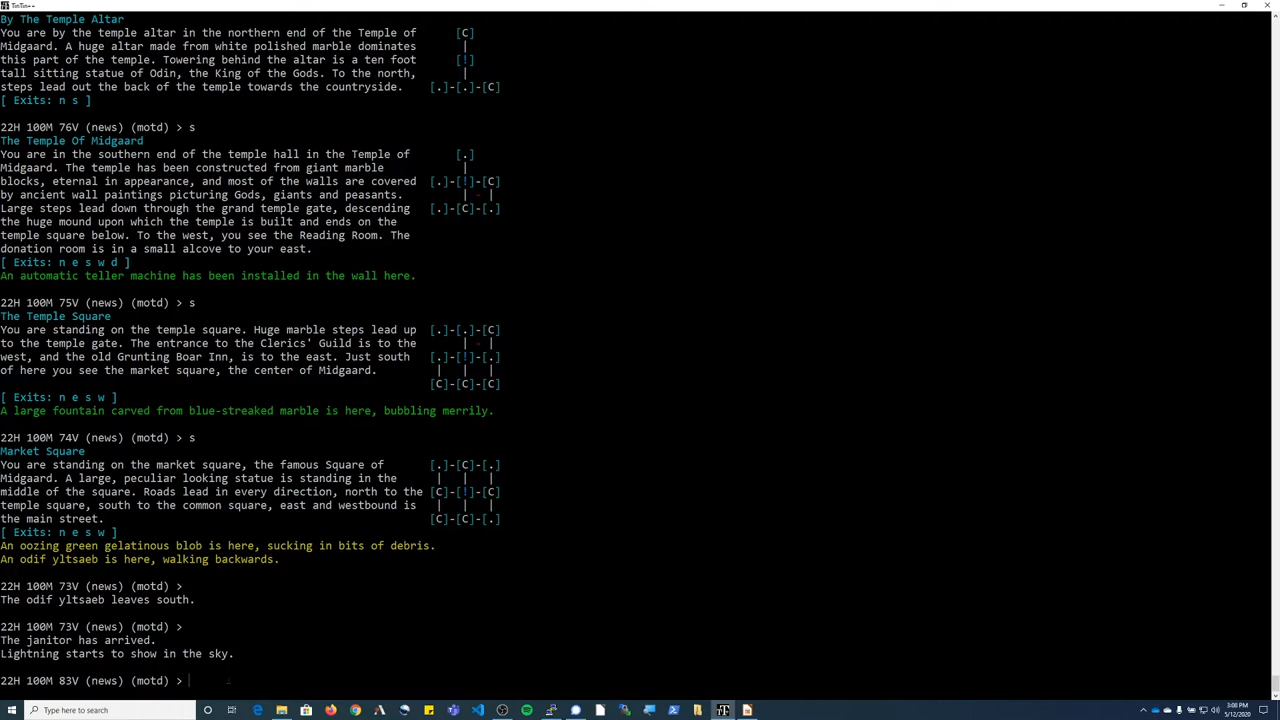 TinTin++
By The Temple Altar
You are by the temple altar in the northern end of the Temple of [C]
Midgaard. A huge altar made from white polished marble dominates |
this part of the temple. Towering behind the altar is a ten foot [!]
tall sitting statue of Odin, the King of the Gods. To the north, |
steps lead out the back of the temple towards the countryside. [.]-[.]-[C]
[ Exits: n s ]
22H 100M 76V (news) (motd) > s
The Temple Of Midgaard
You are in the southern end of the temple hall in the Temple of [.]
Midgaard. The temple has been constructed from giant marble |
blocks, eternal in appearance, and most of the walls are covered [.]-[!]-[C]
by ancient wall paintings picturing Gods, giants and peasants. | - |
Large steps lead down through the grand temple gate, descending [.]-[C]-[.]
the huge mound upon which the temple is built and ends on the
temple square below. To the west, you see the Reading Room. The
donation room is in a small alcove to your east.
[ Exits: n e s w d ]
An automatic teller machine has been installed in the wall here.
22H 100M 75V (news) (motd) > s
The Temple Square
You are standing on the temple square. Huge marble steps lead up [.]-[.]-[C]
to the temple gate. The entrance to the Clerics' Guild is to the | - |
west, and the old Grunting Boar Inn, is to the east. Just south [.]-[!]-[.]
of here you see the market square, the center of Midgaard. | | |
[C]-[C]-[C]
[ Exits: n e s w ]
A large fountain carved from blue-streaked marble is here, bubbling merrily.
22H 100M 74V (news) (motd) > s
Market Square
You are standing on the market square, the famous Square of [.]-[C]-[.]
Midgaard. A large, peculiar looking statue is standing in the | | |
middle of the square. Roads lead in every direction, north to the [C]-[!]-[C]
temple square, south to the common square, east and westbound is | | |
the main street. [C]-[C]-[.]
[ Exits: n e s w ]
An oozing green gelatinous blob is here, sucking in bits of debris.
An odif yltsaeb is here, walking backwards.
22H 100M 73V (news) (motd) >
The odif yltsaeb leaves south.
22H 100M 73V (news) (motd) >
The janitor has arrived.
Lightning starts to show in the sky.
22H 100M 83V (news) (motd) >
Type here to search
3:08 PM
5/12/2020